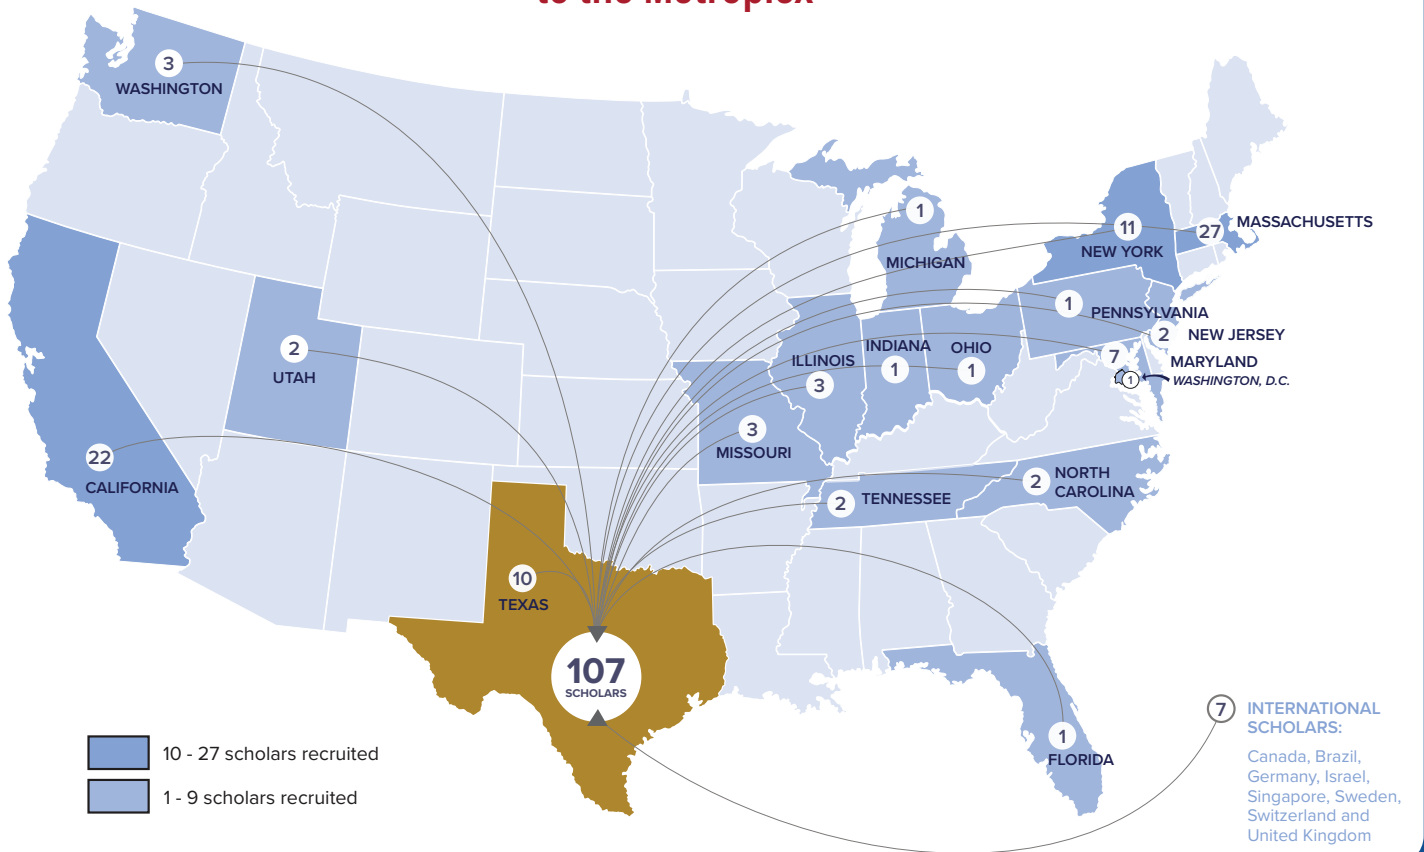 to the Metroplex
3
WASHINGTON
1
MICHIGAN
11
NEW YORK
27
MASSACHUSETTS
1
PENNSYLVANIA
2
NEW JERSEY
7
MARYLAND
1
WASHINGTON, D.C.
2
UTAH
ILLINOIS
3
INDIANA
1
OHIO
1
3
MISSOURI
22
CALIFORNIA
2
TENNESSEE
2
NORTH
CAROLINA
10
TEXAS
107
SCHOLARS
1
FLORIDA
7
INTERNATIONAL
SCHOLARS:
Canada, Brazil,
Germany, Israel,
Singapore, Sweden,
Switzerland and
United Kingdom
10 - 27 scholars recruited
1 - 9 scholars recruited